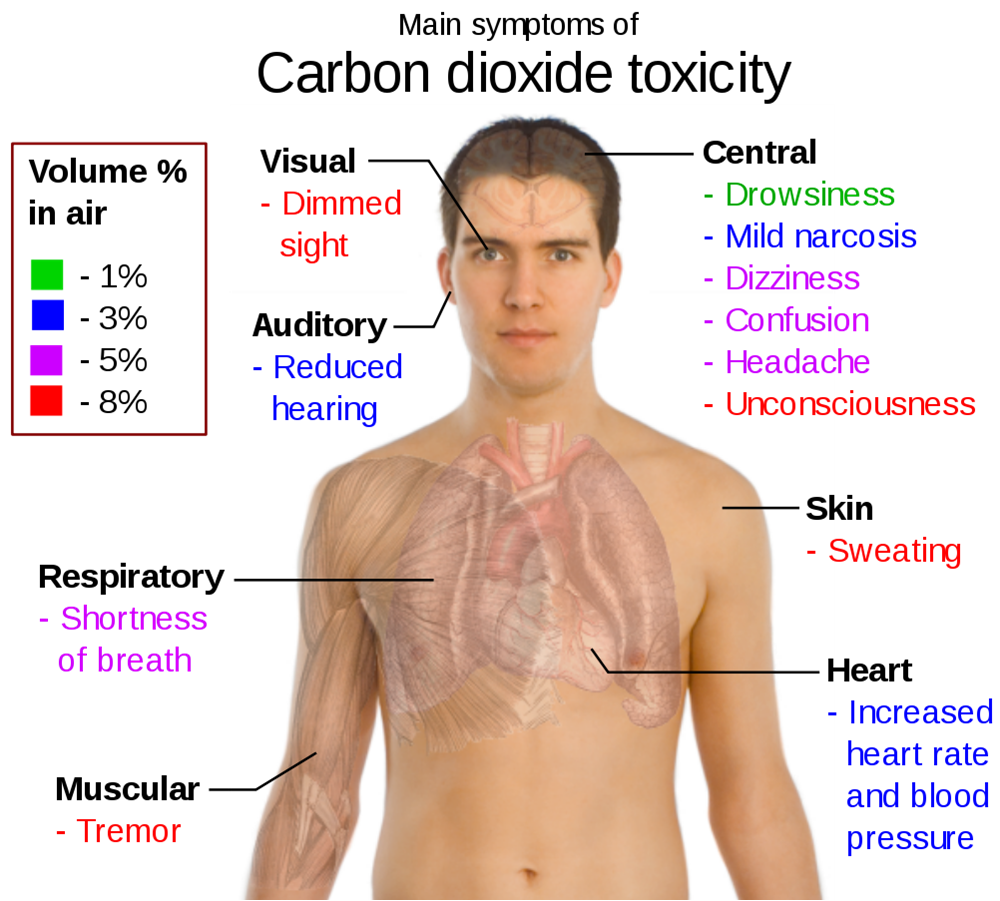 Main symptoms of
Carbon dioxide toxicity
Volume %
in air
- 1%
- 3%
- 5%
- 8%
Visual
- Dimmed
sight
Auditory
- Reduced
hearing
Respiratory
- Shortness
of breath
Muscular
- Tremor
Central
- Drowsiness
- Mild narcosis
- Dizziness
- Confusion
- Headache
- Unconsciousness
Skin
- Sweating
Heart
- Increased
heart rate
and blood
pressure